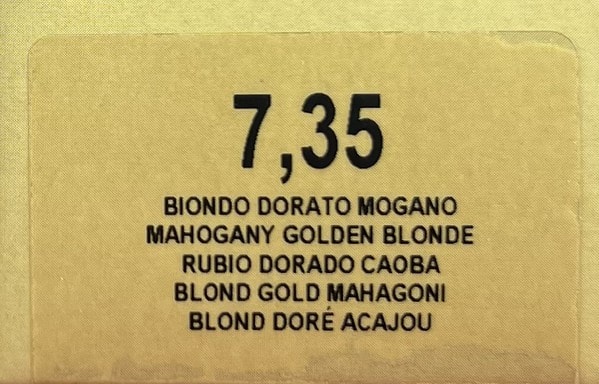 7,35
BIONDO DORATO MOGANO
MAHOGANY GOLDEN BLONDE
RUBIO DORADO CAOBA
BLOND GOLD MAHAGONI
BLOND DORÉ ACAJOU